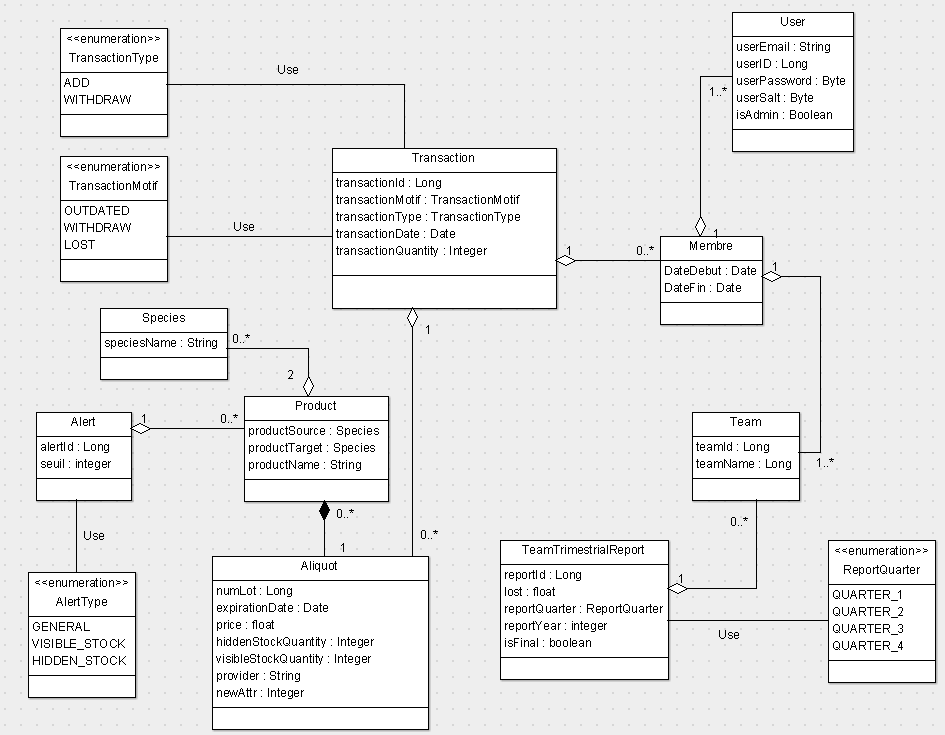 <<enumeration>>
TransactionType
ADD
WITHDRAW
Use
User
userEmail : String
userID : Long
userPassword : Byte
userSalt : Byte
isAdmin : Boolean
1..*
1
<<enumeration>>
TransactionMotif
OUTDATED
WITHDRAW
LOST
Use
Transaction
transactionId : Long
transactionMotif : TransactionMotif
transactionType : TransactionType
transactionDate : Date
transactionQuantity : Integer
1
0..*
Membre
DateDebut : Date
DateFin : Date
1
1..*
Species
speciesName : String
0..*
2
1
0..*
Alert
alertId : Long
seuil : integer
1
0..*
Product
productSource : Species
productTarget : Species
productName : String
0..*
1
Team
teamId : Long
teamName : Long
0..*
1
Use
<<enumeration>>
AlertType
GENERAL
VISIBLE_STOCK
HIDDEN_STOCK
Aliquot
numLot : Long
expirationDate : Date
price : float
hiddenStockQuantity : Integer
visibleStockQuantity : Integer
provider : String
newAttr : Integer
TeamTrimestrialReport
reportId : Long
lost : float
reportQuarter : ReportQuarter
reportYear : integer
isFinal : boolean
Use
<<enumeration>>
ReportQuarter
QUARTER_1
QUARTER_2
QUARTER_3
QUARTER_4